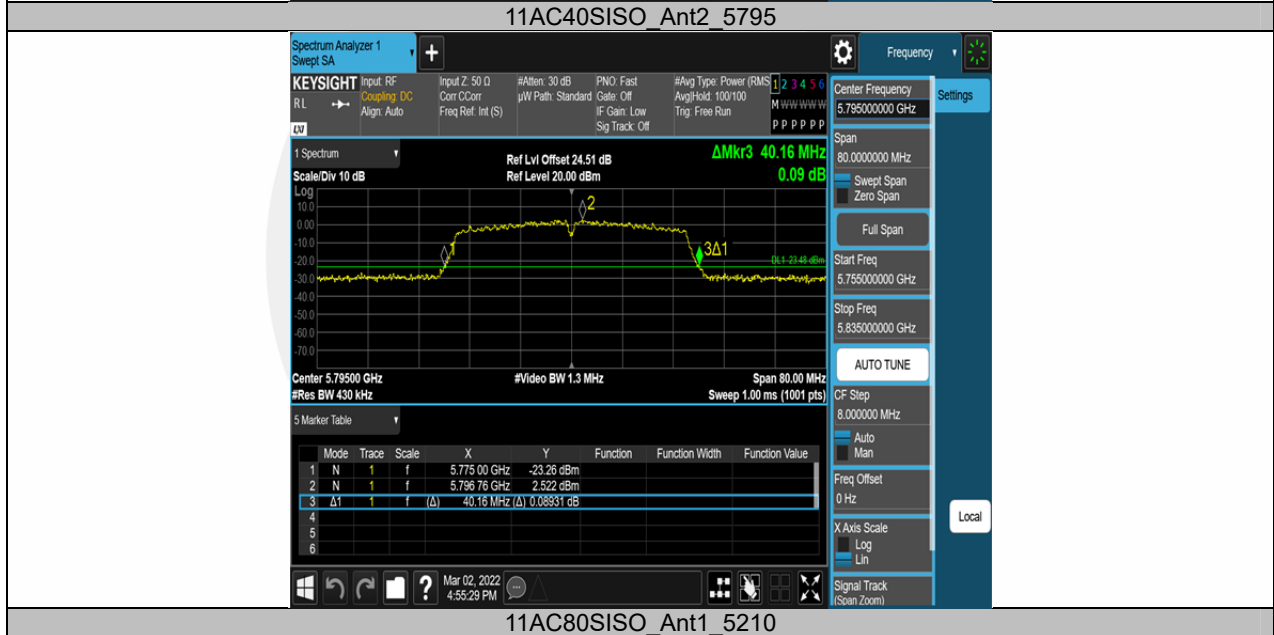 11AC40SISO_Ant2_5795
Spectrum Analyzer 1
Swept SA
+
Frequency
KEYSIGHT
RL
LXI
Input: RF
Coupling: DC
Align: Auto
Input Z: 50 Ω
Corr CCorr
Freq Ref: Int (S)
#Atten: 30 dB
µW Path: Standard
PNO: Fast
Gate: Off
IF Gain: Low
Sig Track: Off
#Avg Type: Power (RMS
Avg|Hold: 100/100
Trig: Free Run
1 2 3 4 5 6
M W W W W W
P P P P P P
Center Frequency
5.795000000 GHz
Settings
Span
80.0000000 MHz
Swept Span
Zero Span
Full Span
Start Freq
5.755000000 GHz
Stop Freq
5.835000000 GHz
AUTO TUNE
CF Step
8.000000 MHz
Auto
Man
Freq Offset
0 Hz
X Axis Scale
Log
Lin
Signal Track
(Span Zoom)
Local
1 Spectrum
Scale/Div 10 dB
Ref Lvl Offset 24.51 dB
Ref Level 20.00 dBm
ΔMkr3 40.16 MHz
0.09 dB
Log
10.0
0.00
-10.0
-20.0
-30.0
-40.0
-50.0
-60.0
-70.0
1
2
3Δ1
DL1 -23.48 dBm
Center 5.79500 GHz
#Res BW 430 kHz
#Video BW 1.3 MHz
Span 80.00 MHz
Sweep 1.00 ms (1001 pts)
5 Marker Table
Mode Trace Scale X Y Function Function Width Function Value
1 N 1 f 5.775 00 GHz -23.26 dBm
2 N 1 f 5.796 76 GHz 2.522 dBm
3 Δ1 1 f (Δ) 40.16 MHz (Δ) 0.08931 dB
4
5
6
?
Mar 02, 2022
4:55:29 PM
11AC80SISO_Ant1_5210